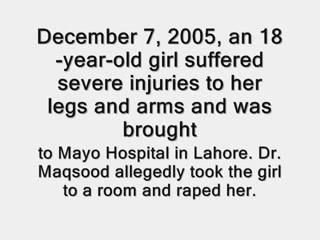 December 7, 2005, an 18
-year-old girl suffered
severe injuries to her
legs and arms and was
brought
to Mayo Hospital in Lahore. Dr.
Maqsood allegedly took the girl
to a room and raped her.